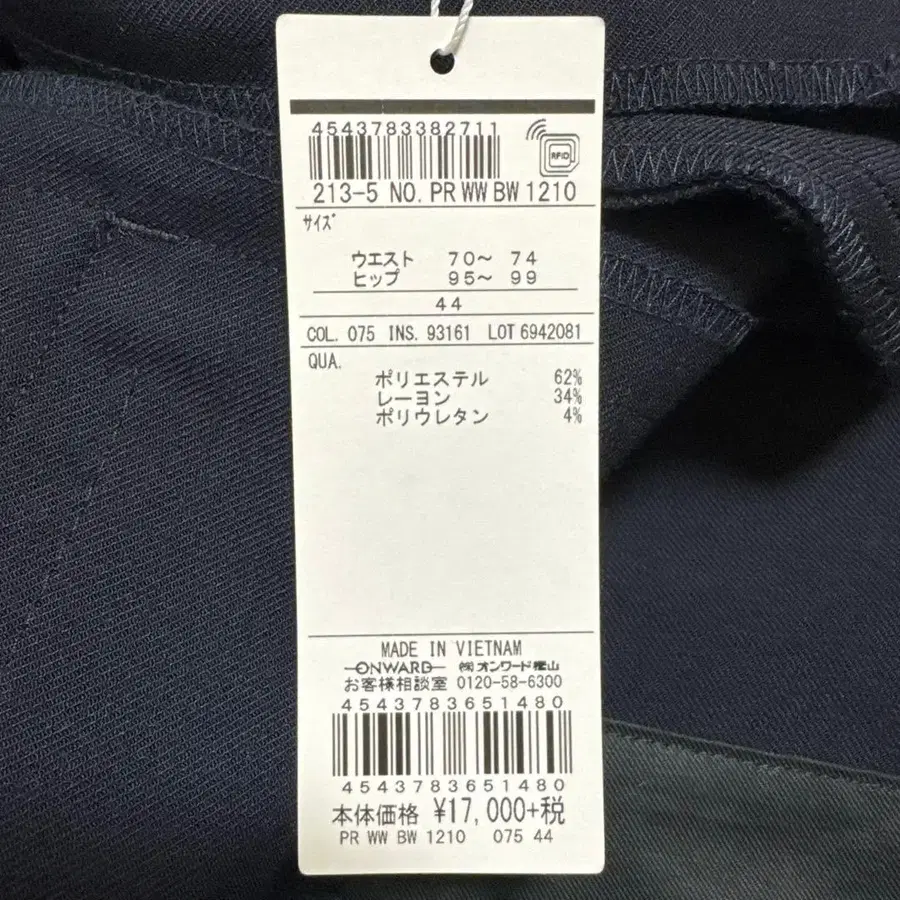 4543783382711
RFID
213-5 NO. PR WW BW 1210
サイズ
ウエスト 70～ 74
ヒップ 95～ 99
44
COL. 075 INS. 93161 LOT 6942081
QUA.
ポリエステル 62%
レーヨン 34%
ポリウレタン 4%
MADE IN VIETNAM
ONWARD ㈱オンワード樫山
お客様相談室 0120-58-6300
4543783651480
4543783651480
本体価格 ¥17,000+税
PR WW BW 1210 075 44